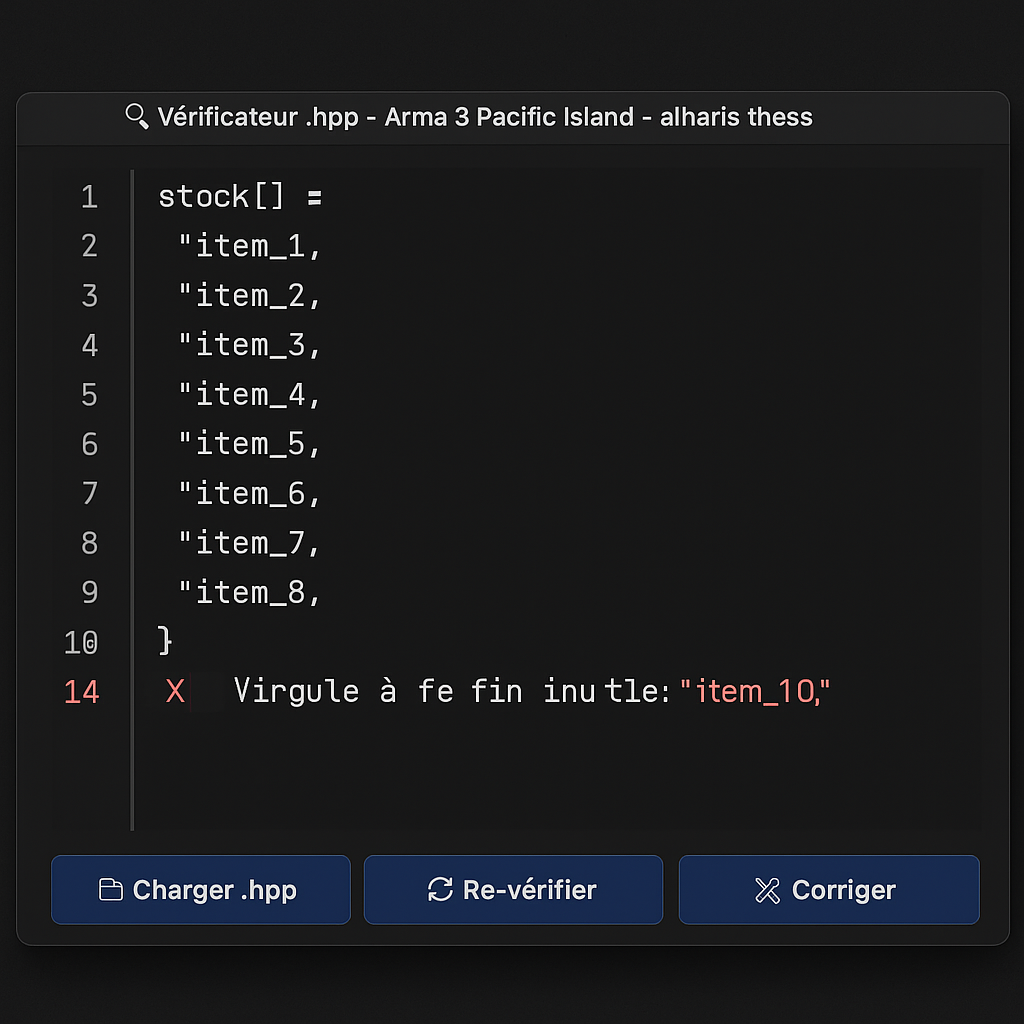 Vérificateur .hpp - Arma 3 Pacific Island - alharis thess
1 stock[] =
2 "item_1,
3 "item_2,
4 "item_3,
5 "item_4,
6 "item_5,
7 "item_6,
8 "item_7,
9 "item_8,
10 }
14 X Virgule à fe fin inu tle: "item_10,"
Charger .hpp
Re-vérifier
Corriger